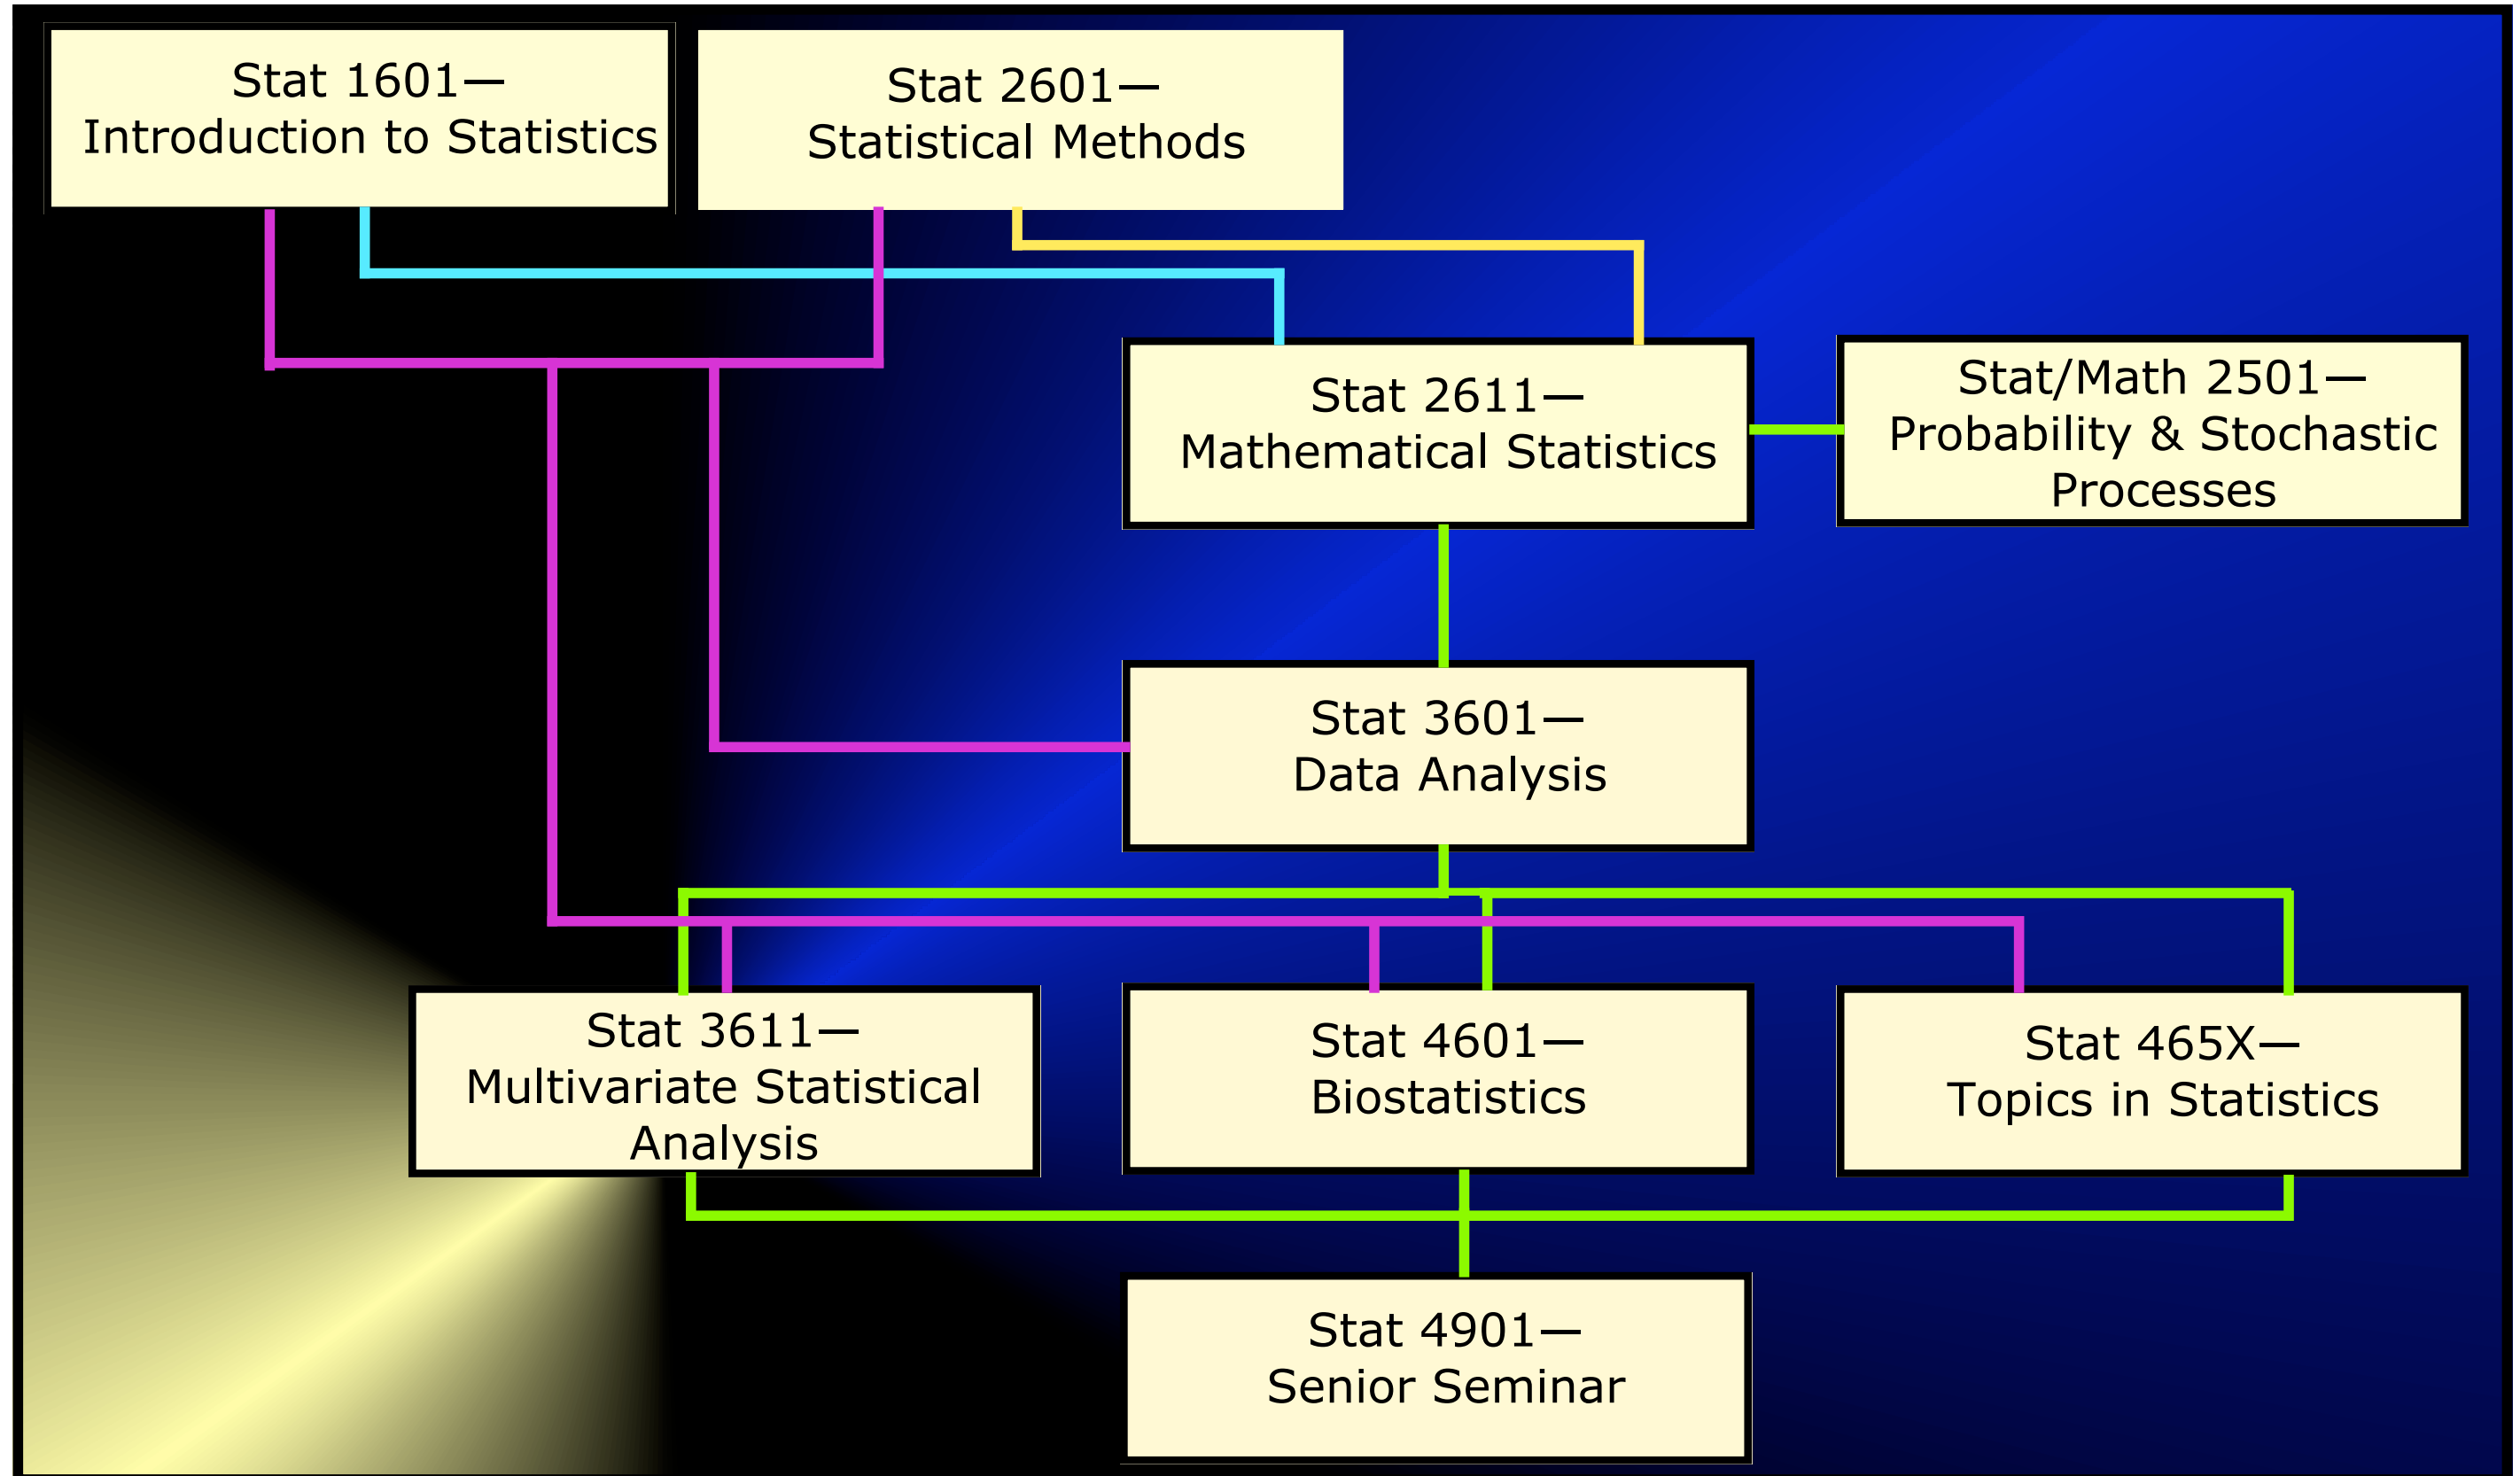 Stat 1601—
Introduction to Statistics
Stat 2601—
Statistical Methods
Stat 2611—
Mathematical Statistics
Stat/Math 2501—
Probability & Stochastic
Processes
Stat 3601—
Data Analysis
Stat 3611—
Multivariate Statistical
Analysis
Stat 4601—
Biostatistics
Stat 465X—
Topics in Statistics
Stat 4901—
Senior Seminar